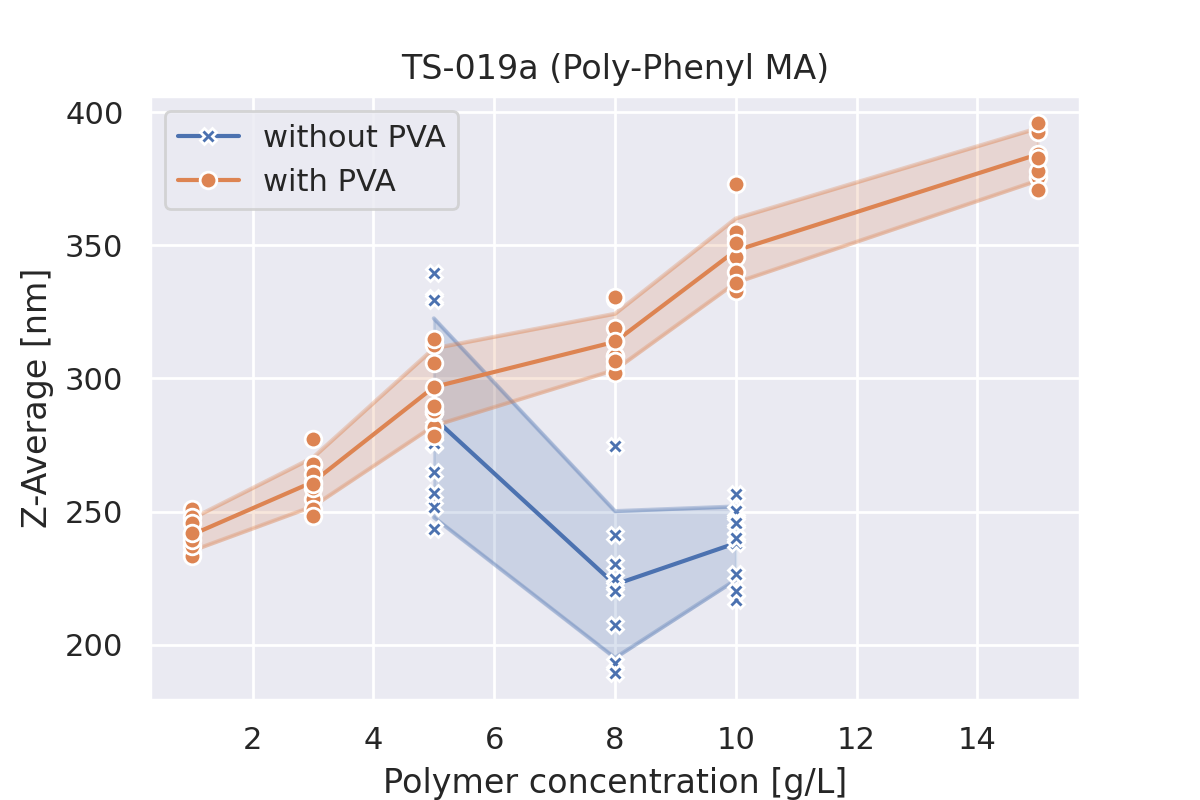 TS-019a (Poly-Phenyl MA)
without PVA
with PVA
Z-Average [nm]
400
350
300
250
200
2 4 6 8 10 12 14
Polymer concentration [g/L]